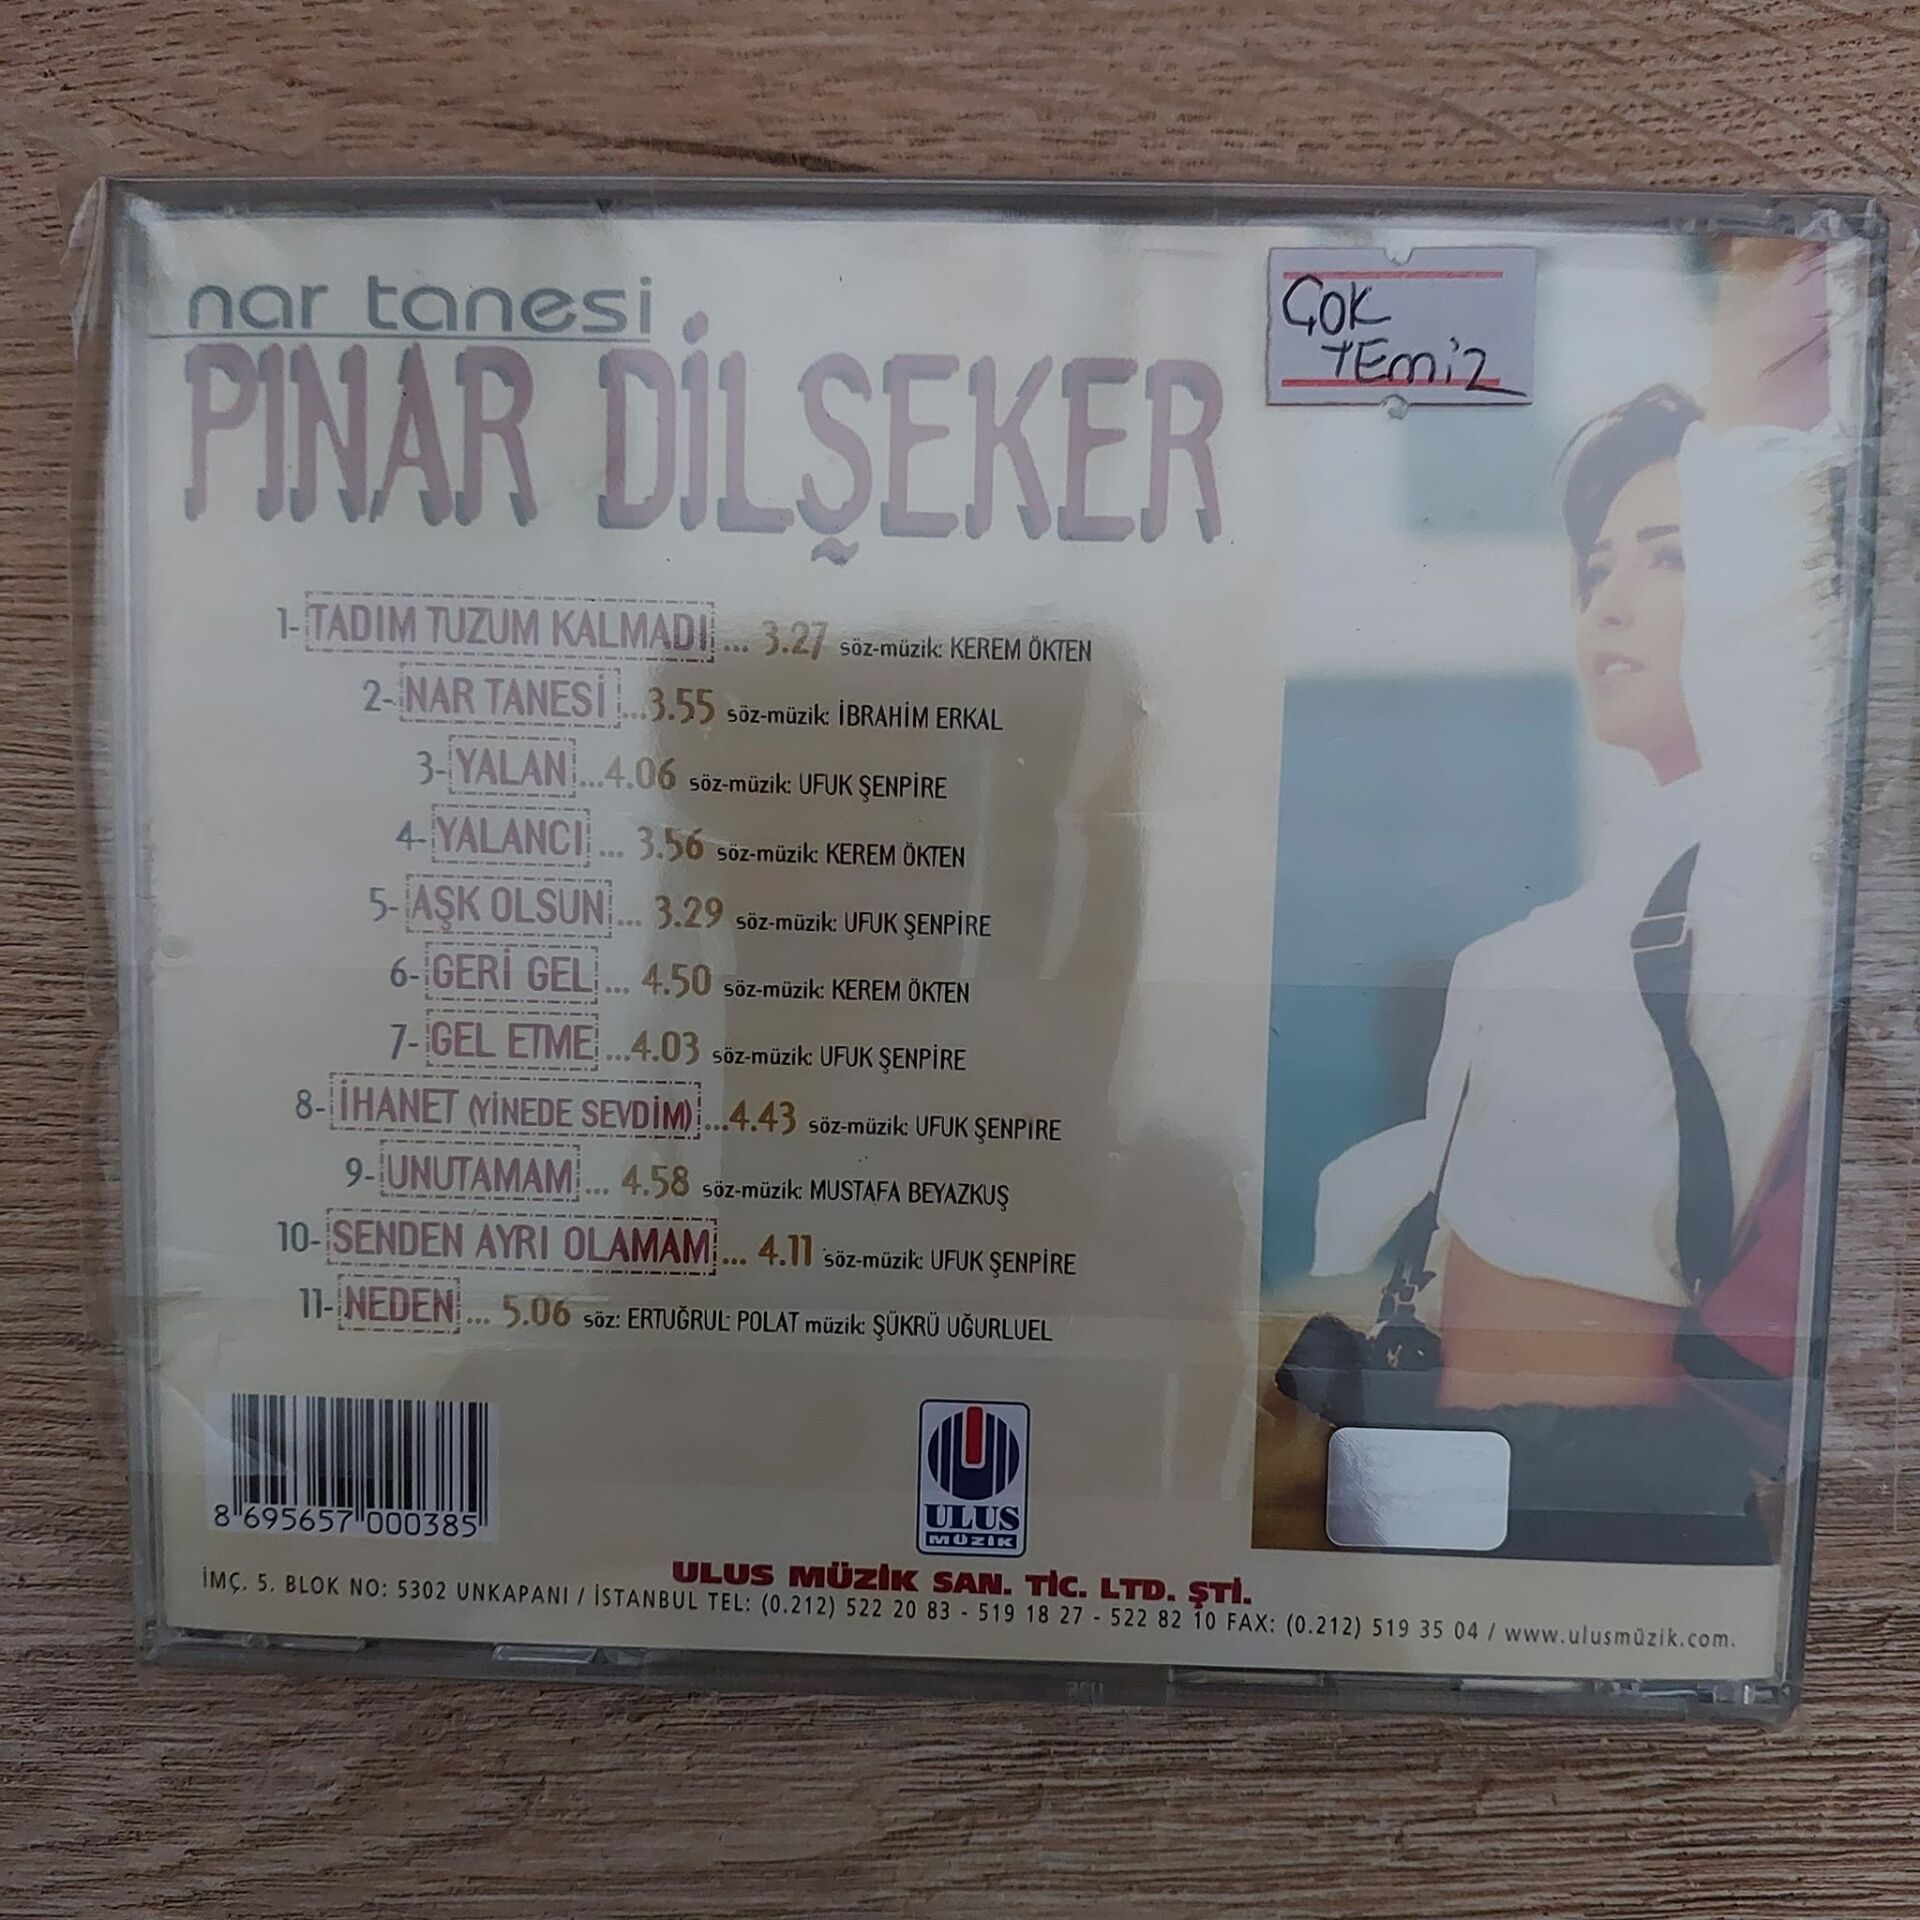 nar tanesi
PINAR DİLŞEKER
ÇOK
TEMİZ
1- TADIM TUZUM KALMADI ... 3.27 söz-müzik: KEREM ÖKTEN
2- NAR TANESİ ...3.55 söz-müzik: İBRAHİM ERKAL
3- YALAN ...4.06 söz-müzik: UFUK ŞENPİRE
4- YALANCI ... 3.56 söz-müzik: KEREM ÖKTEN
5- AŞK OLSUN ... 3.29 söz-müzik: UFUK ŞENPİRE
6- GERİ GEL ... 4.50 söz-müzik: KEREM ÖKTEN
7- GEL ETME ...4.03 söz-müzik: UFUK ŞENPİRE
8- İHANET (YİNEDE SEVDİM) ...4.43 söz-müzik: UFUK ŞENPİRE
9- UNUTAMAM ... 4.58 söz-müzik: MUSTAFA BEYAZKUŞ
10- SENDEN AYRI OLAMAM ... 4.11 söz-müzik: UFUK ŞENPİRE
11- NEDEN ... 5.06 söz: ERTUĞRUL POLAT müzik: ŞÜKRÜ UĞURLUEL
8 695657 000385
ULUS
MÜZİK
ULUS MÜZİK SAN. TİC. LTD. ŞTİ.
İMÇ. 5. BLOK NO: 5302 UNKAPANI / İSTANBUL TEL: (0.212) 522 20 83 - 519 18 27 - 522 82 10 FAX: (0.212) 519 35 04 / www.ulusmüzik.com.